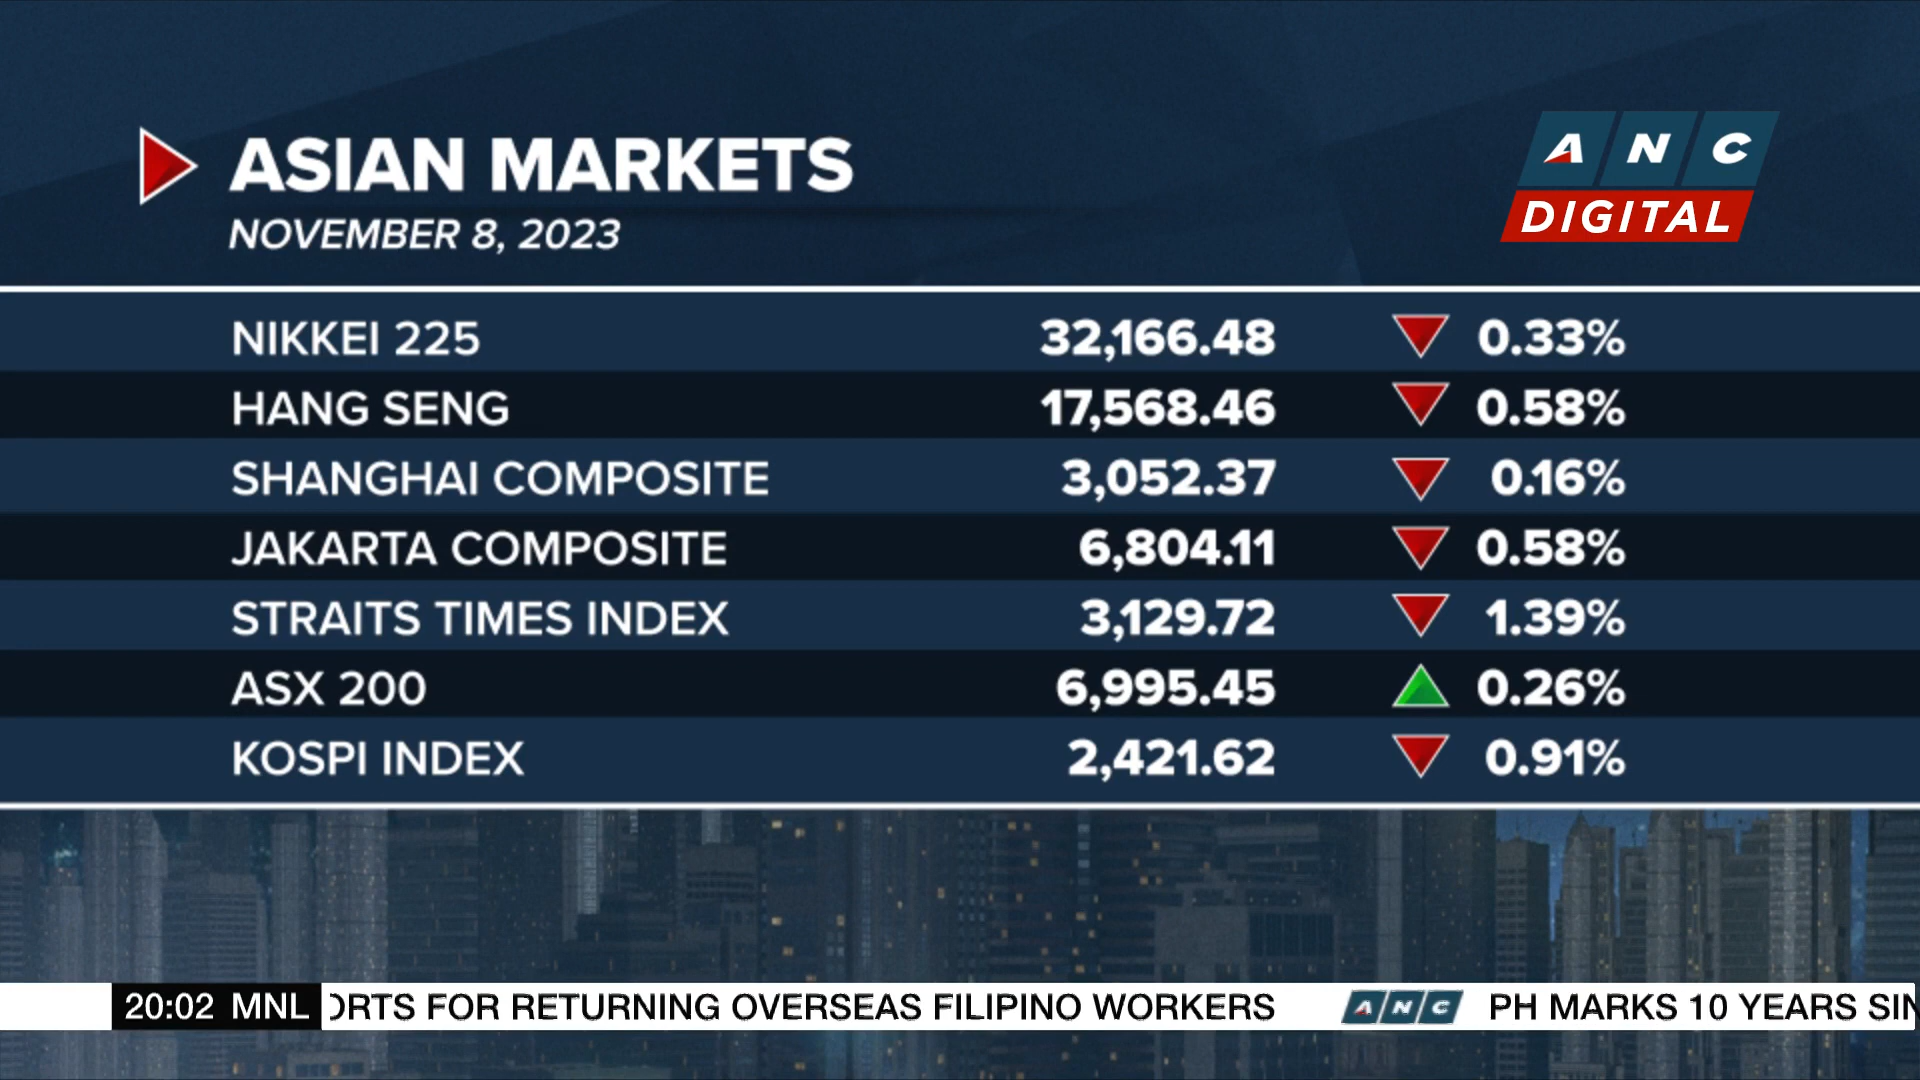 ASIAN MARKETS
NOVEMBER 8, 2023
ANC
DIGITAL
NIKKEI 225 32,166.48 0.33%
HANG SENG 17,568.46 0.58%
SHANGHAI COMPOSITE 3,052.37 0.16%
JAKARTA COMPOSITE 6,804.11 0.58%
STRAITS TIMES INDEX 3,129.72 1.39%
ASX 200 6,995.45 0.26%
KOSPI INDEX 2,421.62 0.91%
20:02 MNL FOR RETURNING OVERSEAS FILIPINO WORKERS ANC PH MARKS 10 YEARS